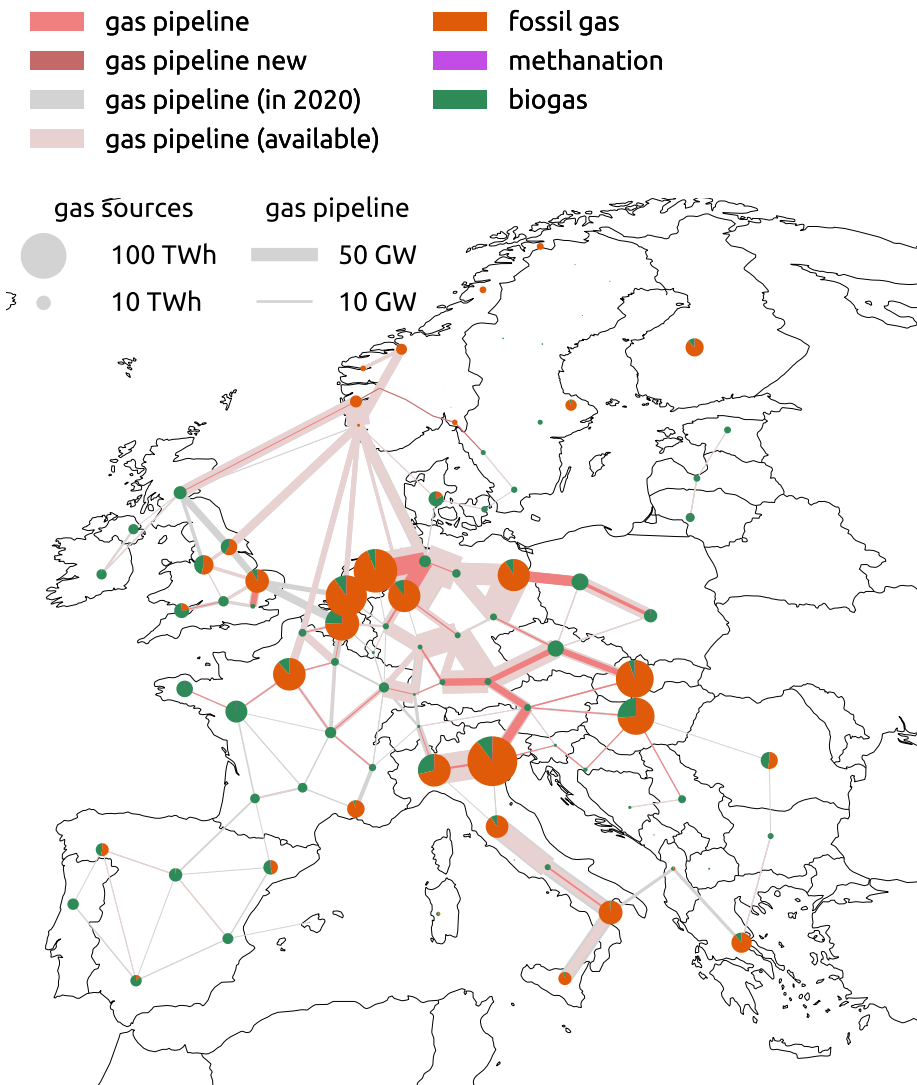 gas pipeline
gas pipeline new
gas pipeline (in 2020)
gas pipeline (available)
fossil gas
methanation
biogas
gas sources
100 TWh
10 TWh
gas pipeline
50 GW
10 GW